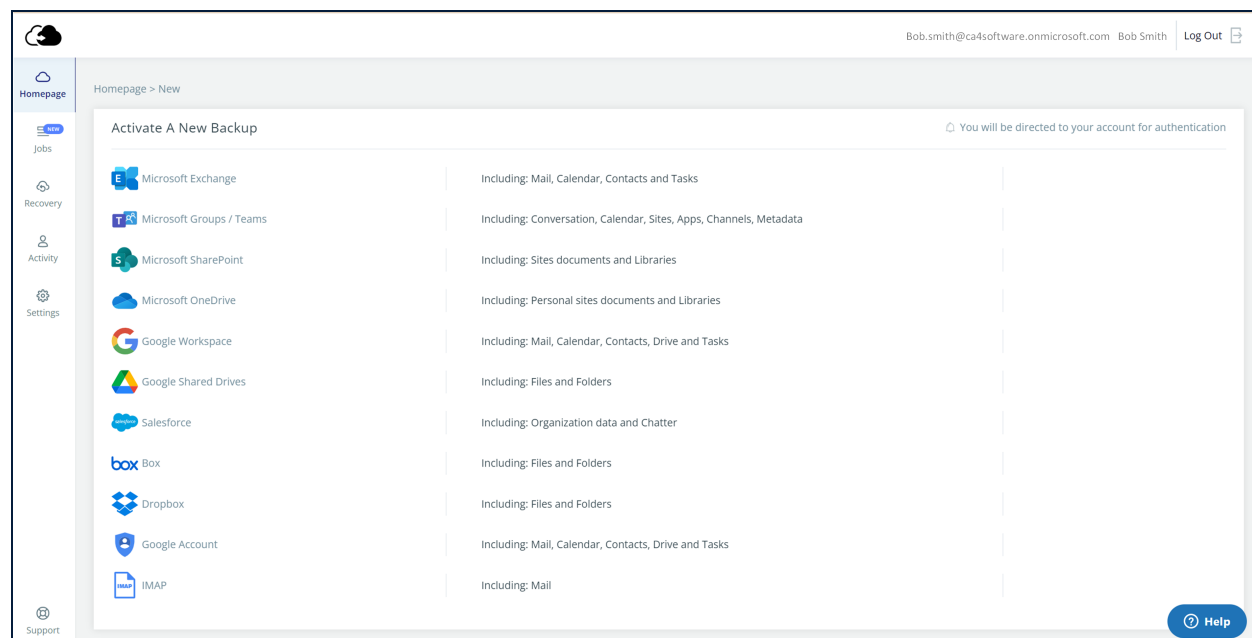 Bob.smith@ca4software.onmicrosoft.com Bob Smith Log Out
Homepage
NEW
Jobs
Recovery
Activity
Settings
Support
Homepage > New
Activate A New Backup
You will be directed to your account for authentication
E Microsoft Exchange Including: Mail, Calendar, Contacts and Tasks
T Microsoft Groups / Teams Including: Conversation, Calendar, Sites, Apps, Channels, Metadata
S Microsoft SharePoint Including: Sites documents and Libraries
Microsoft OneDrive Including: Personal sites documents and Libraries
Google Workspace Including: Mail, Calendar, Contacts, Drive and Tasks
Google Shared Drives Including: Files and Folders
salesforce Salesforce Including: Organization data and Chatter
box Box Including: Files and Folders
Dropbox Including: Files and Folders
Google Account Including: Mail, Calendar, Contacts, Drive and Tasks
IMAP IMAP Including: Mail
? Help